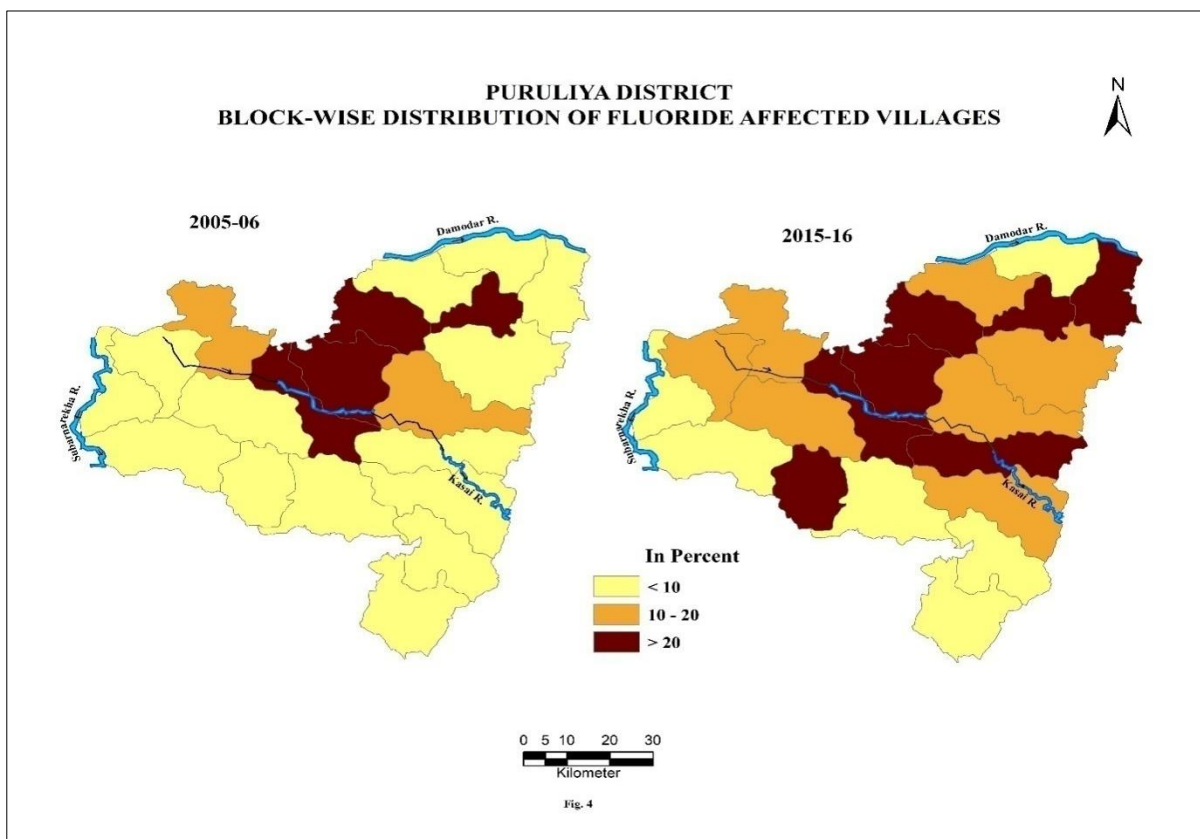 PURULIYA DISTRICT
BLOCK-WISE DISTRIBUTION OF FLUORIDE AFFECTED VILLAGES
N
2005-06
Damodar R.
Subarnarekha R.
Kasai R.
2015-16
Damodar R.
Subarnarekha R.
Kasai R.
In Percent
< 10
10 - 20
> 20
0 5 10 20 30
Kilometer
Fig. 4